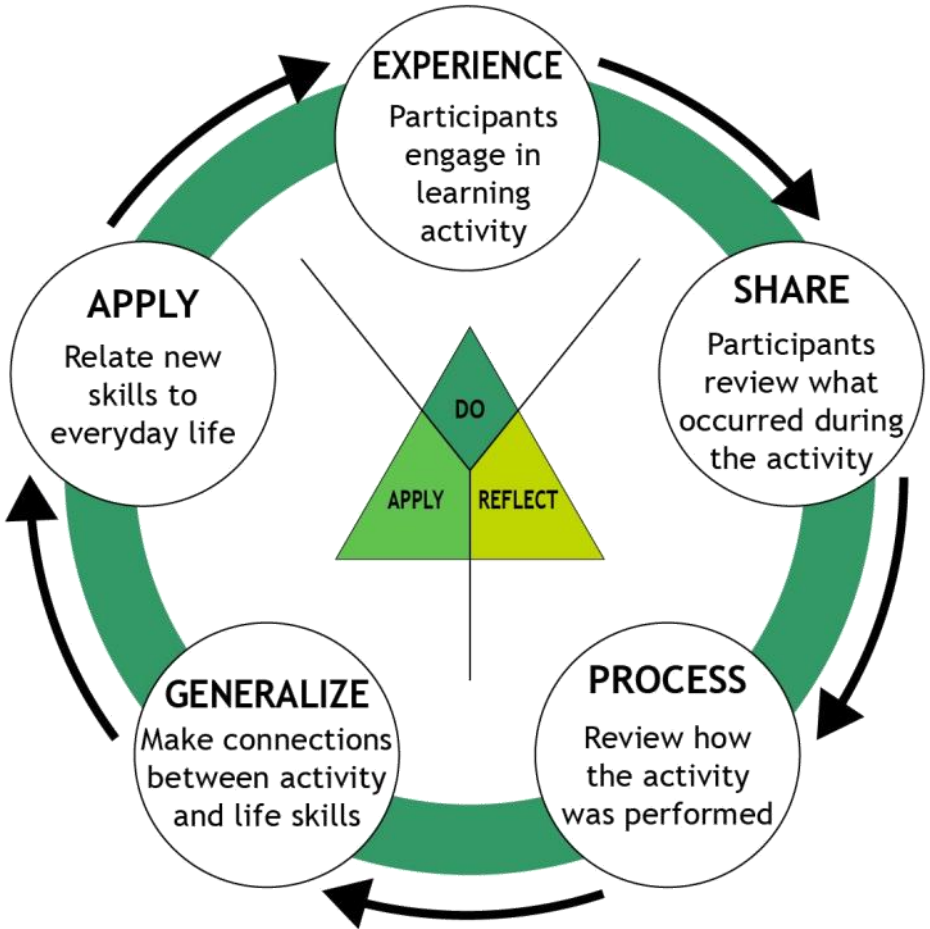 EXPERIENCE
Participants
engage in
learning
activity
SHARE
Participants
review what
occurred during
the activity
PROCESS
Review how
the activity
was performed
GENERALIZE
Make connections
between activity
and life skills
APPLY
Relate new
skills to
everyday life
DO
APPLY
REFLECT